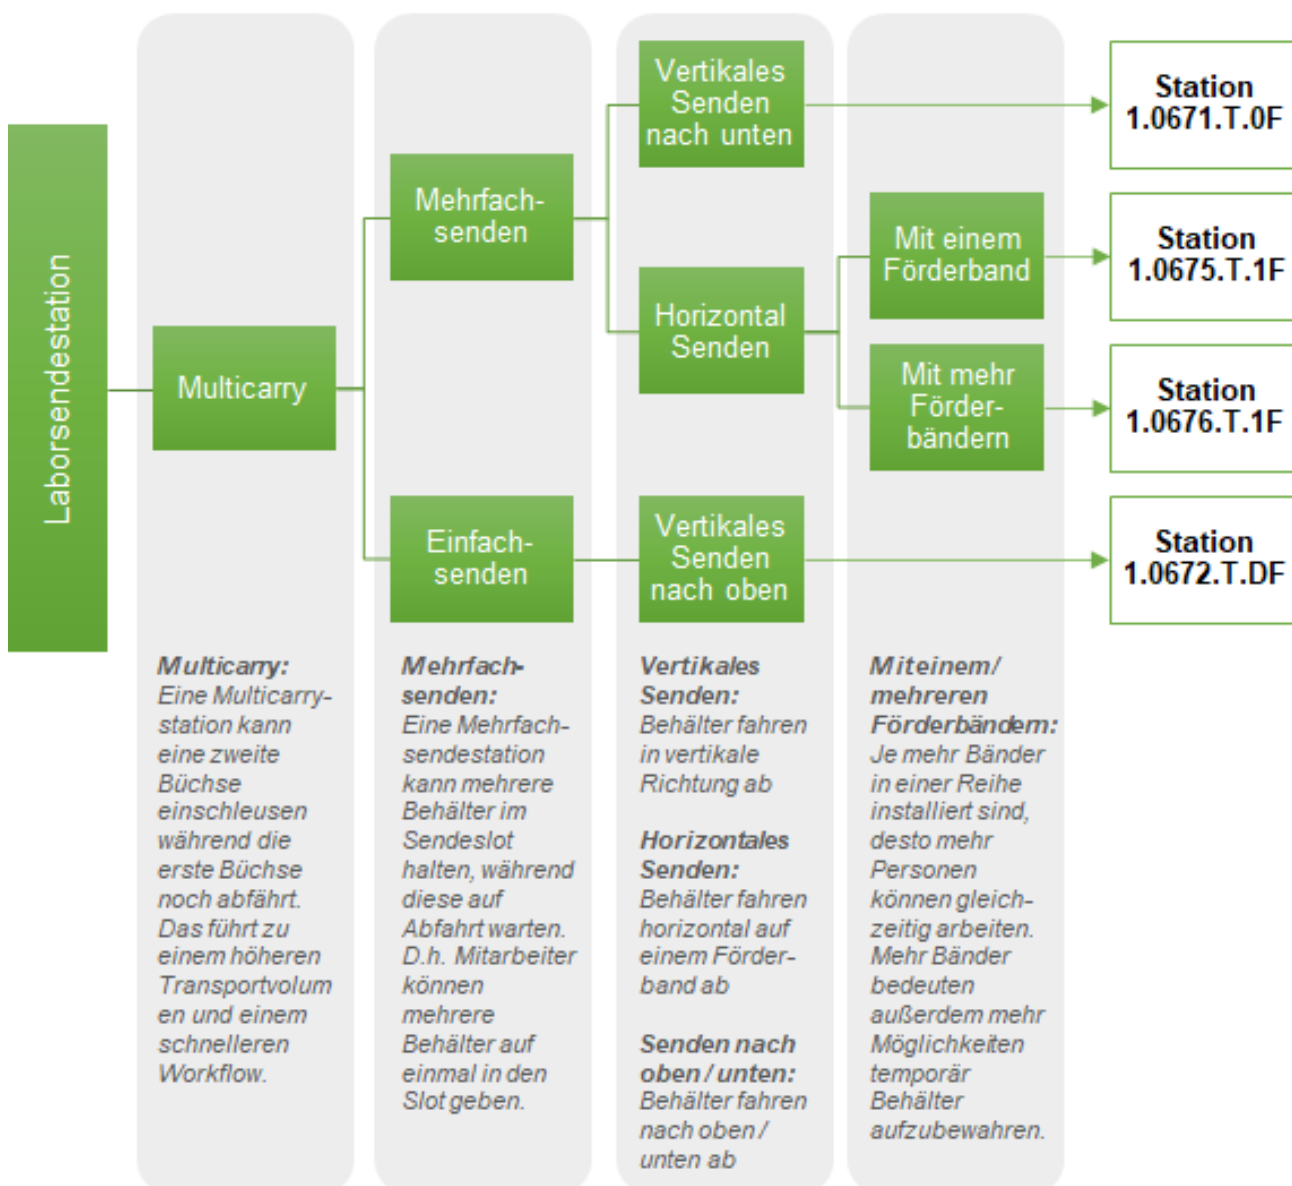 Laborsendestation
Multicarry
Mehrfach-
senden
Einfach-
senden
Vertikales
Senden
nach unten
Horizontal
Senden
Vertikales
Senden
nach oben
Mit einem
Förderband
Mit mehr
Förder-
bändern
Station
1.0671.T.0F
Station
1.0675.T.1F
Station
1.0676.T.1F
Station
1.0672.T.DF
Multicarry:
Eine Multicarry-
station kann
eine zweite
Büchse
einschleusen
während die
erste Büchse
noch abfährt.
Das führt zu
einem höheren
Transportvolum
en und einem
schnelleren
Workflow.
Mehrfach-
senden:
Eine Mehrfach-
sendestation
kann mehrere
Behälter im
Sendeslot
halten, während
diese auf
Abfahrt warten.
D.h. Mitarbeiter
können
mehrere
Behälter auf
einmal in den
Slot geben.
Vertikales
Senden:
Behälter fahren
in vertikale
Richtung ab
Horizontales
Senden:
Behälter fahren
horizontal auf
einem Förder-
band ab
Senden nach
oben / unten:
Behälter fahren
nach oben /
unten ab
Mit einem/
mehreren
Förderbändern:
Je mehr Bänder
in einer Reihe
installiert sind,
desto mehr
Personen
können gleich-
zeitig arbeiten.
Mehr Bänder
bedeuten
außerdem mehr
Möglichkeiten
temporär
Behälter
aufzubewahren.